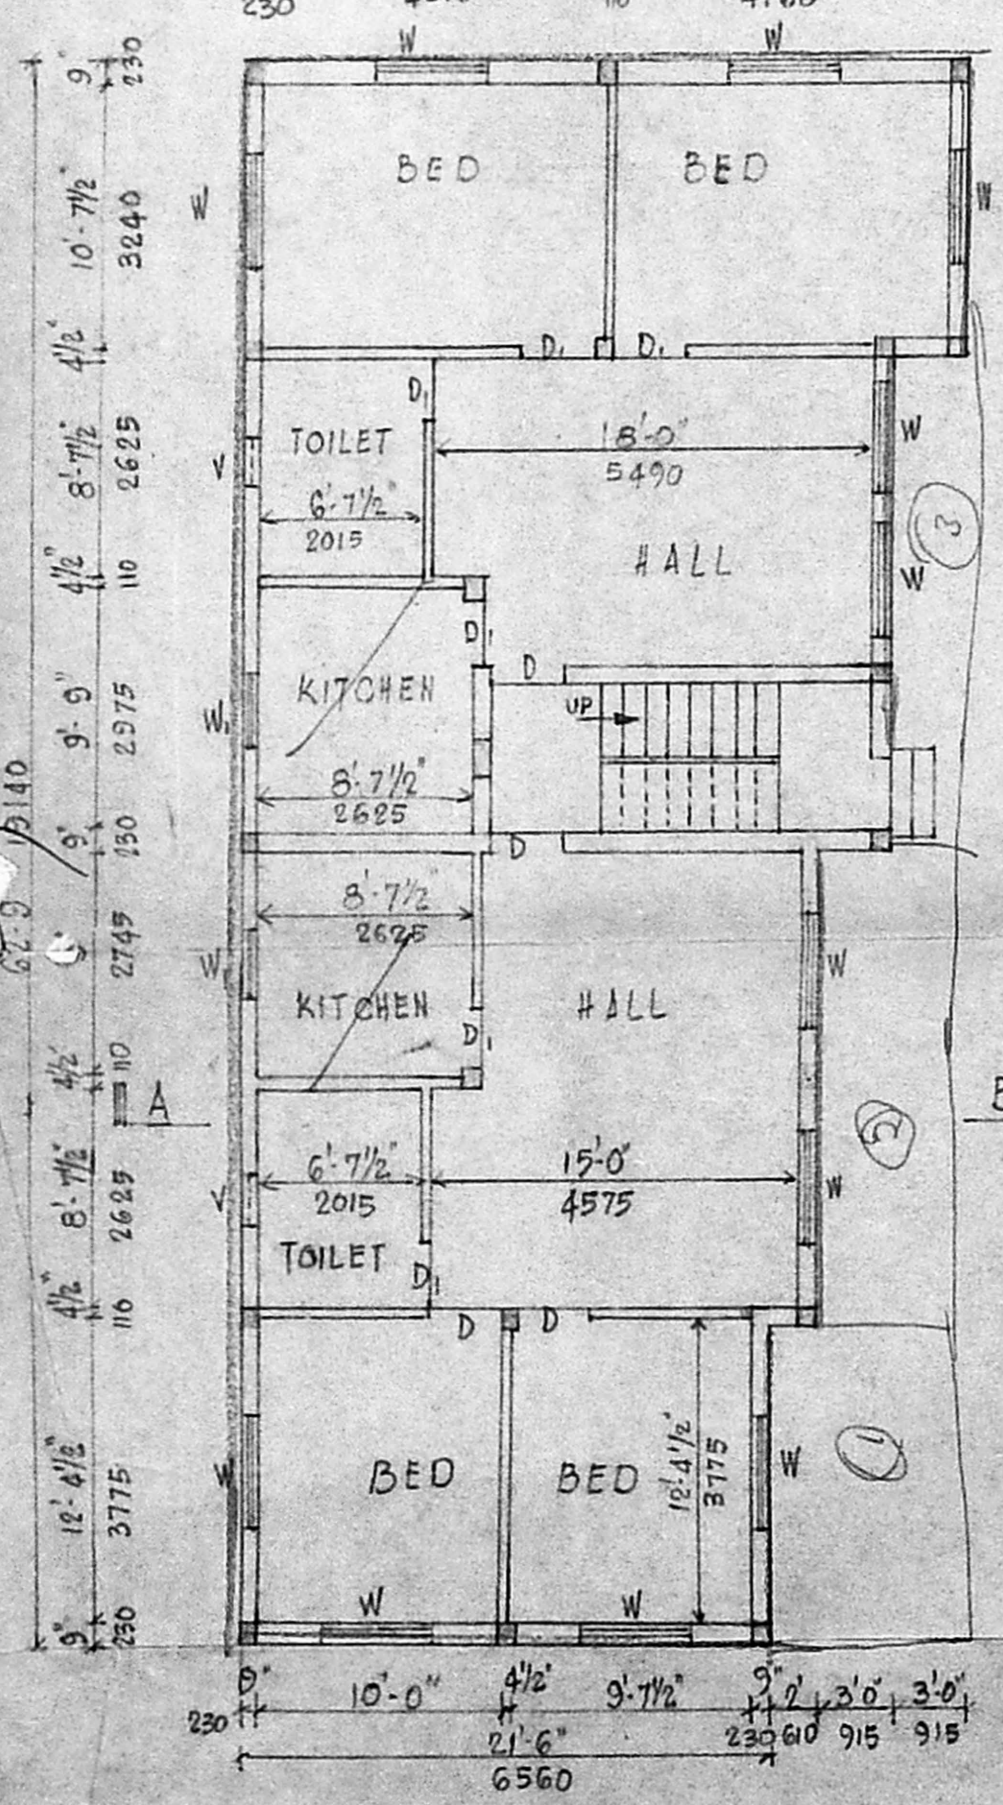 230
W W
9" 230
BED BED
W W
10'-7½" 3240
4½"
D₁ D₁
D₁
TOILET
18'-0"
5490
W
V
8'-7½" 2625
6'-7½"
2015
3
HALL
W
4½" 110
D₁
D
KITCHEN
UP
W₁
9'-9" 2975
8'-7½"
2625
19140
9" 230
D
8'-7½"
2625
2745
W₁ W
KITCHEN HALL
D₁
4½" 110
A
2
6'-7½"
2015
15'-0"
4575
V W
8'-7½" 2625
TOILET
D₁
4½" 110
D D
1
12'-4½" 3775
W W
BED BED
12'-4½"
3775
W W
9" 230
9" 10'-0" 4½" 9'-7½" 9" 2' 3'0" 3'-0"
230 21'-6" 230 610 915 915
6560